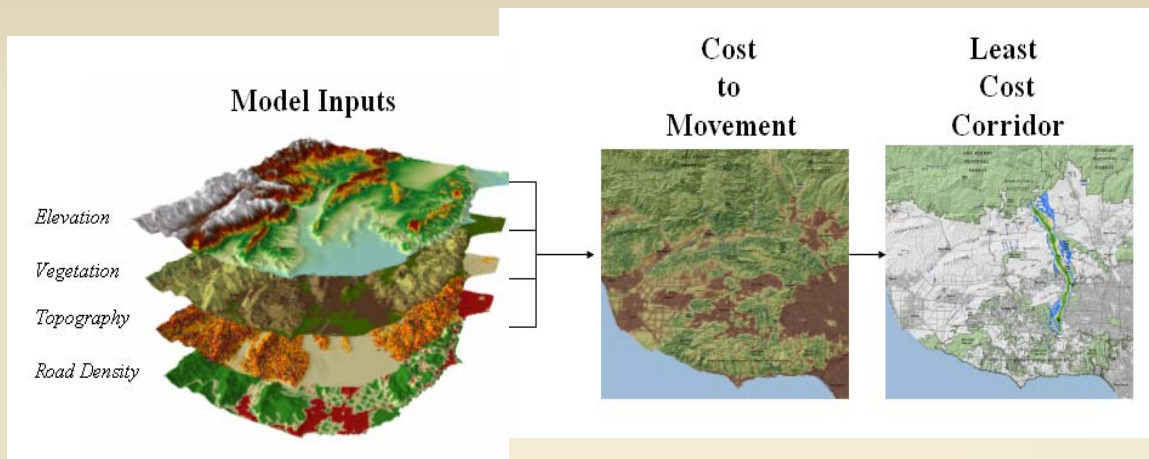 Model Inputs
Elevation
Vegetation
Topography
Road Density
Cost
to
Movement
Least
Cost
Corridor